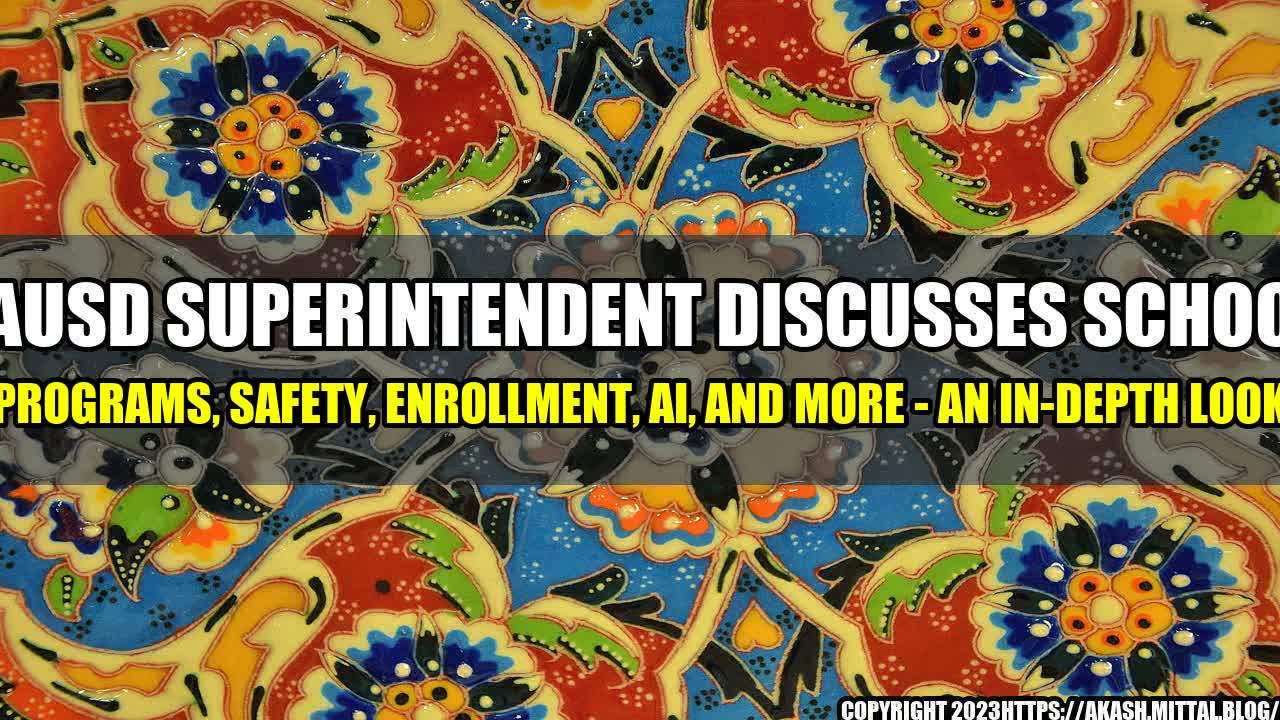 AUSD SUPERINTENDENT DISCUSSES SCHOO
PROGRAMS, SAFETY, ENROLLMENT, AI, AND MORE - AN IN-DEPTH LOOK
COPYRIGHT 2023HTTPS://AKASH.MITTAL.BLOG/